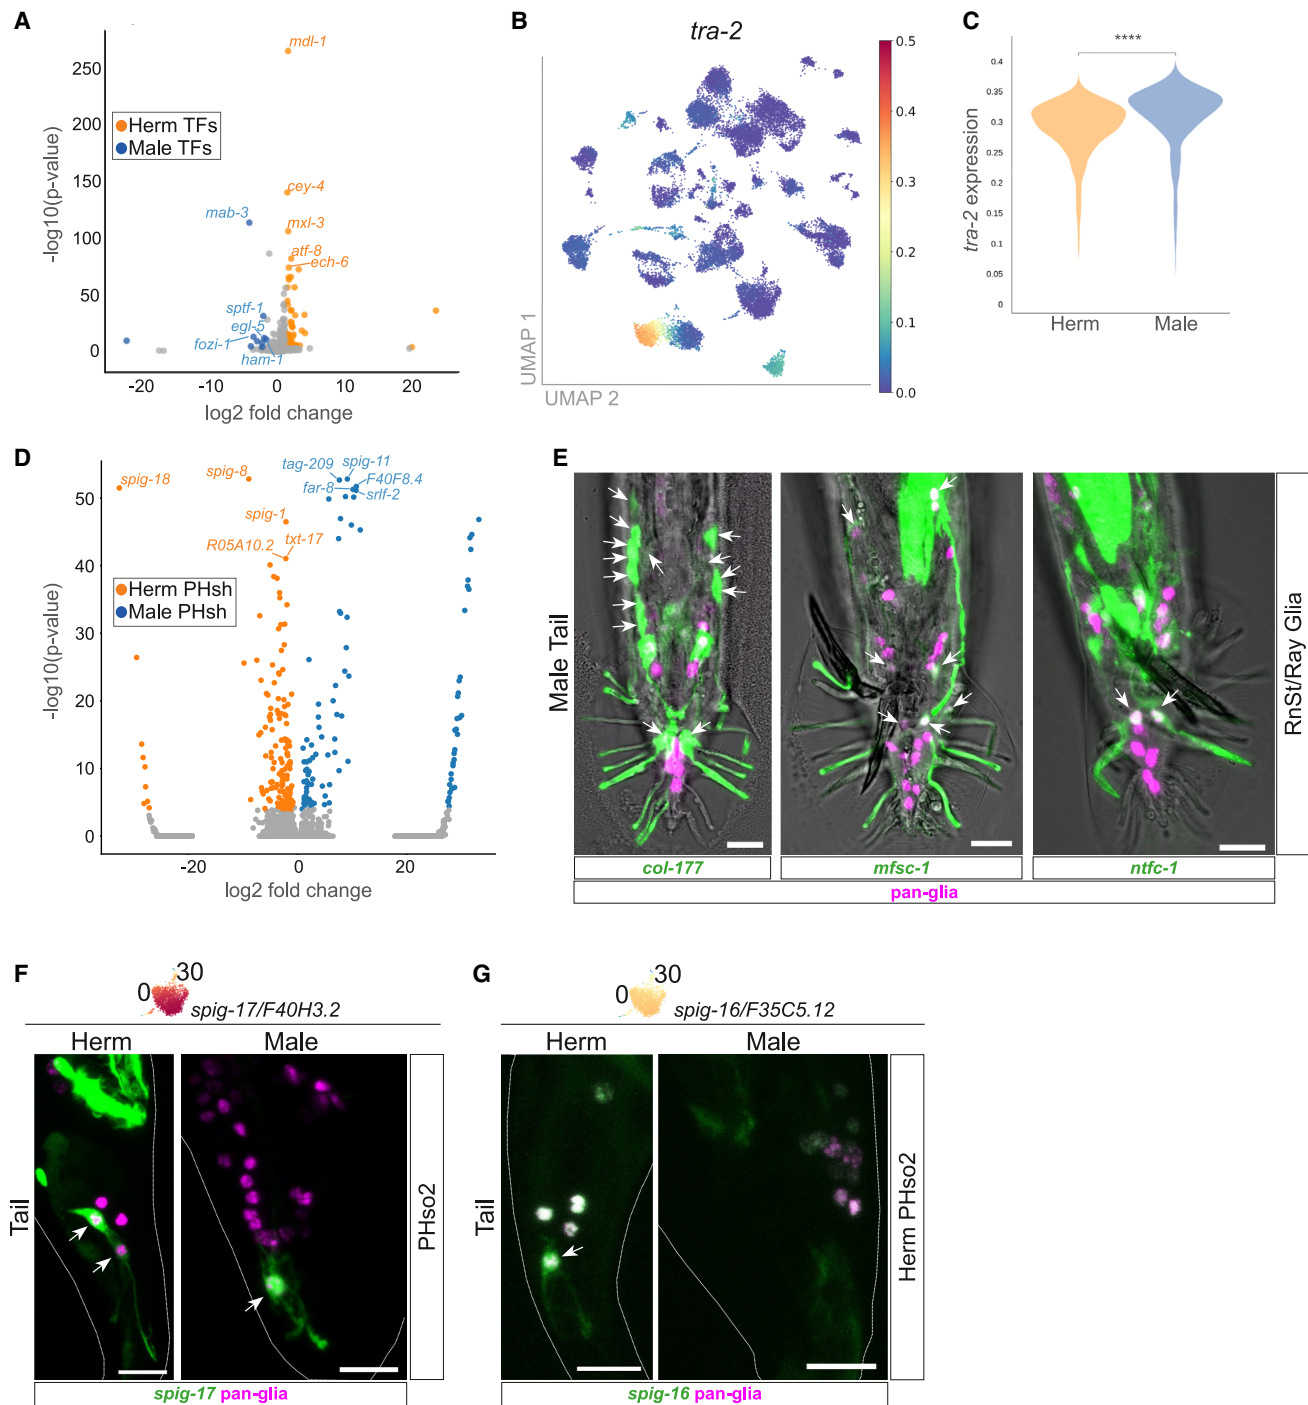 A
250
200
150
100
50
0
-log10(p-value)
Herm TFs
Male TFs
mdl-1
cey-4
mab-3
mxl-3
atf-8
ech-6
sptf-1
egl-5
fozi-1
ham-1
-20
-10
0
10
20
log2 fold change
B
tra-2
0.5
0.4
0.3
0.2
0.1
0.0
UMAP 1
UMAP 2
C
****
0.4
0.35
0.3
0.25
0.2
0.15
0.1
0.05
0
tra-2 expression
Herm
Male
D
spig-18
spig-8
tag-209
spig-11
F40F8.4
far-8
srlf-2
spig-1
R05A10.2
txt-17
Herm PHsh
Male PHsh
50
40
30
20
10
0
-log10(p-value)
-20
0
20
log2 fold change
E
Male Tail
RnSt/Ray Glia
col-177
mfsc-1
ntfc-1
pan-glia
F
0
30
spig-17/F40H3.2
Herm
Male
Tail
PHso2
spig-17 pan-glia
G
0
30
spig-16/F35C5.12
Herm
Male
Tail
Herm PHso2
spig-16 pan-glia